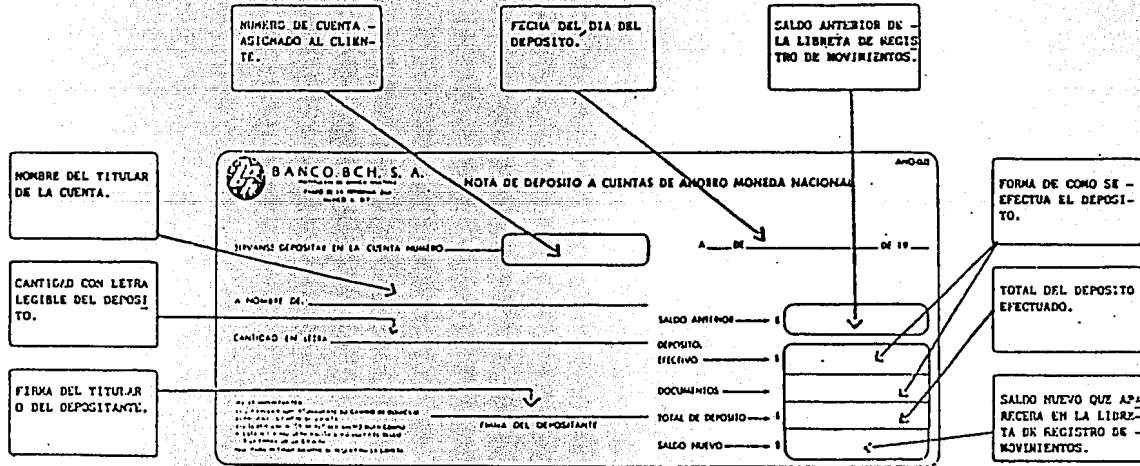 NUMERO DE CUENTA -
ASIGNADO AL CLIEN-
TE.
FECHA DEL DIA DEL
DEPOSITO.
SALDO ANTERIOR DE -
LA LIBRETA DE REGIS
TRO DE MOVIMIENTOS.
NOMBRE DEL TITULAR
DE LA CUENTA.
CANTIDAD CON LETRA
LEGIBLE DEL DEPOSI
TO.
FIRMA DEL TITULAR
O DEL DEPOSITANTE.
BANCO BCH, S. A.
NOTA DE DEPOSITO A CUENTAS DE AHORRO MONEDA NACIONAL
SIRVANSE DEPOSITAR EN LA CUENTA NUMERO
A DE DE 19
A NOMBRE DE:
SALDO ANTERIOR $
CANTIDAD EN LETRA
DEPOSITO,
EFECTIVO $
DOCUMENTOS
TOTAL DE DEPOSITO $
FIRMA DEL DEPOSITANTE
SALDO NUEVO $
FORMA DE COMO SE -
EFECTUA EL DEPOSI-
TO.
TOTAL DEL DEPOSITO
EFECTUADO.
SALDO NUEVO QUE APA
RECERA EN LA LIBRE-
TA DE REGISTRO DE -
MOVIMIENTOS.